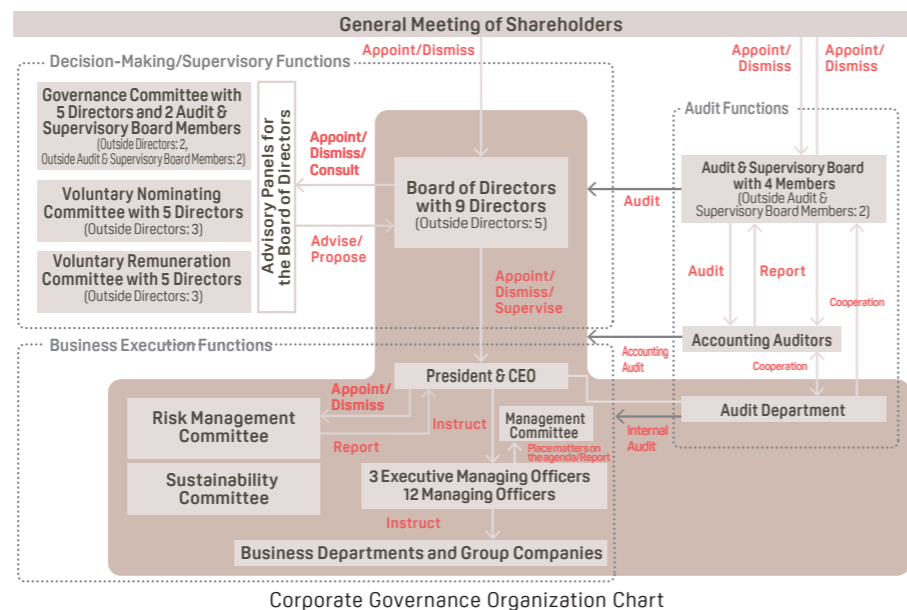 General Meeting of Shareholders
Appoint/Dismiss
Appoint/
Dismiss
Appoint/
Dismiss
Decision-Making/Supervisory Functions
Governance Committee with
5 Directors and 2 Audit &
Supervisory Board Members
(Outside Directors: 2,
Outside Audit & Supervisory Board Members: 2)
Voluntary Nominating
Committee with 5 Directors
(Outside Directors: 3)
Voluntary Remuneration
Committee with 5 Directors
(Outside Directors: 3)
Advisory Panels for
the Board of Directors
Appoint/
Dismiss/
Consult
Advise/
Propose
Board of Directors
with 9 Directors
(Outside Directors: 5)
Appoint/
Dismiss/
Supervise
Audit
Audit Functions
Audit & Supervisory Board
with 4 Members
(Outside Audit &
Supervisory Board Members: 2)
Audit
Report
Cooperation
Accounting Auditors
Accounting
Audit
Cooperation
Audit Department
Internal
Audit
Business Execution Functions
President & CEO
Appoint/
Dismiss
Risk Management
Committee
Report
Instruct
Management
Committee
Place matters on
the agenda/Report
Sustainability
Committee
3 Executive Managing Officers
12 Managing Officers
Instruct
Business Departments and Group Companies
Corporate Governance Organization Chart